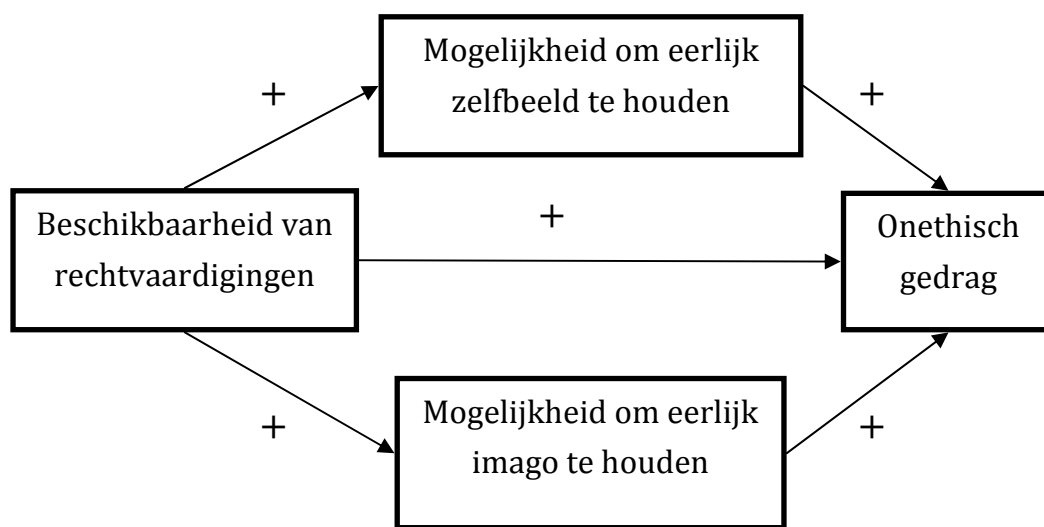 Mogelijkheid om eerlijk
zelfbeeld te houden
+
+
+
Beschikbaarheid van
rechtvaardigingen
Onethisch
gedrag
Mogelijkheid om eerlijk
imago te houden
+
+